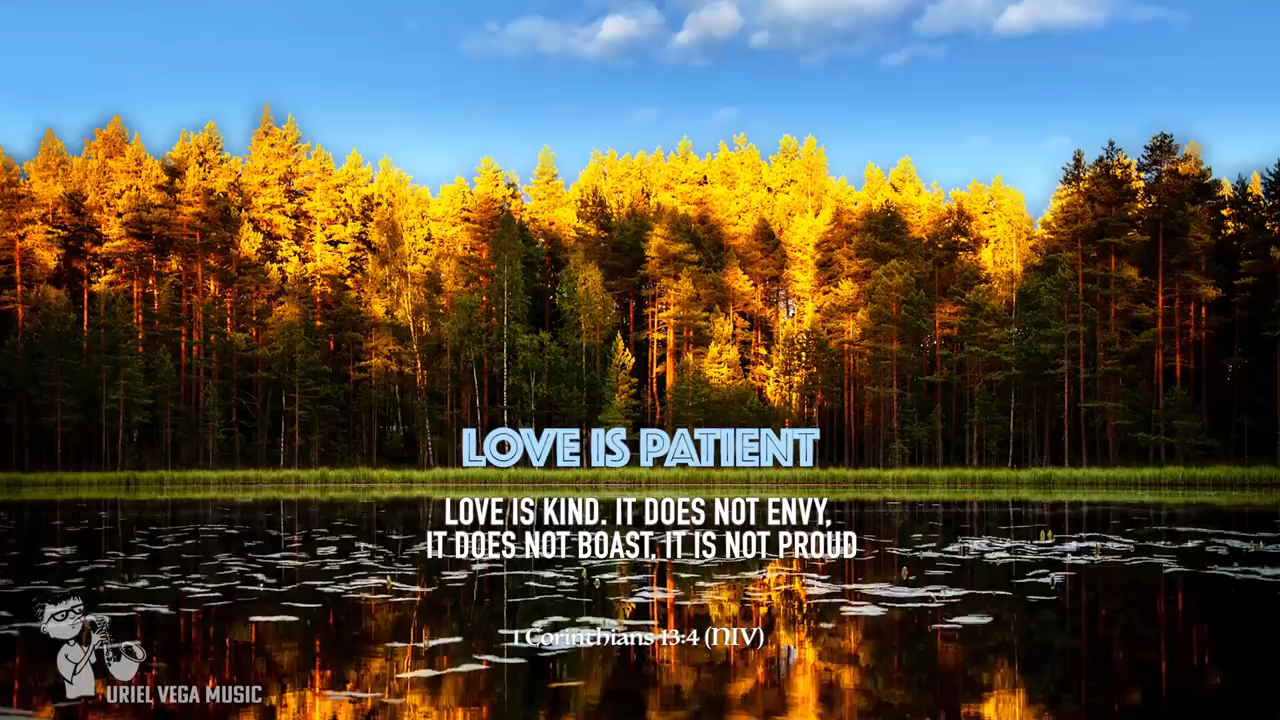 LOVE IS PATIENT
LOVE IS KIND. IT DOES NOT ENVY,
IT DOES NOT BOAST, IT IS NOT PROUD
1 Corinthians 13:4 (NIV)
URIEL VEGA MUSIC